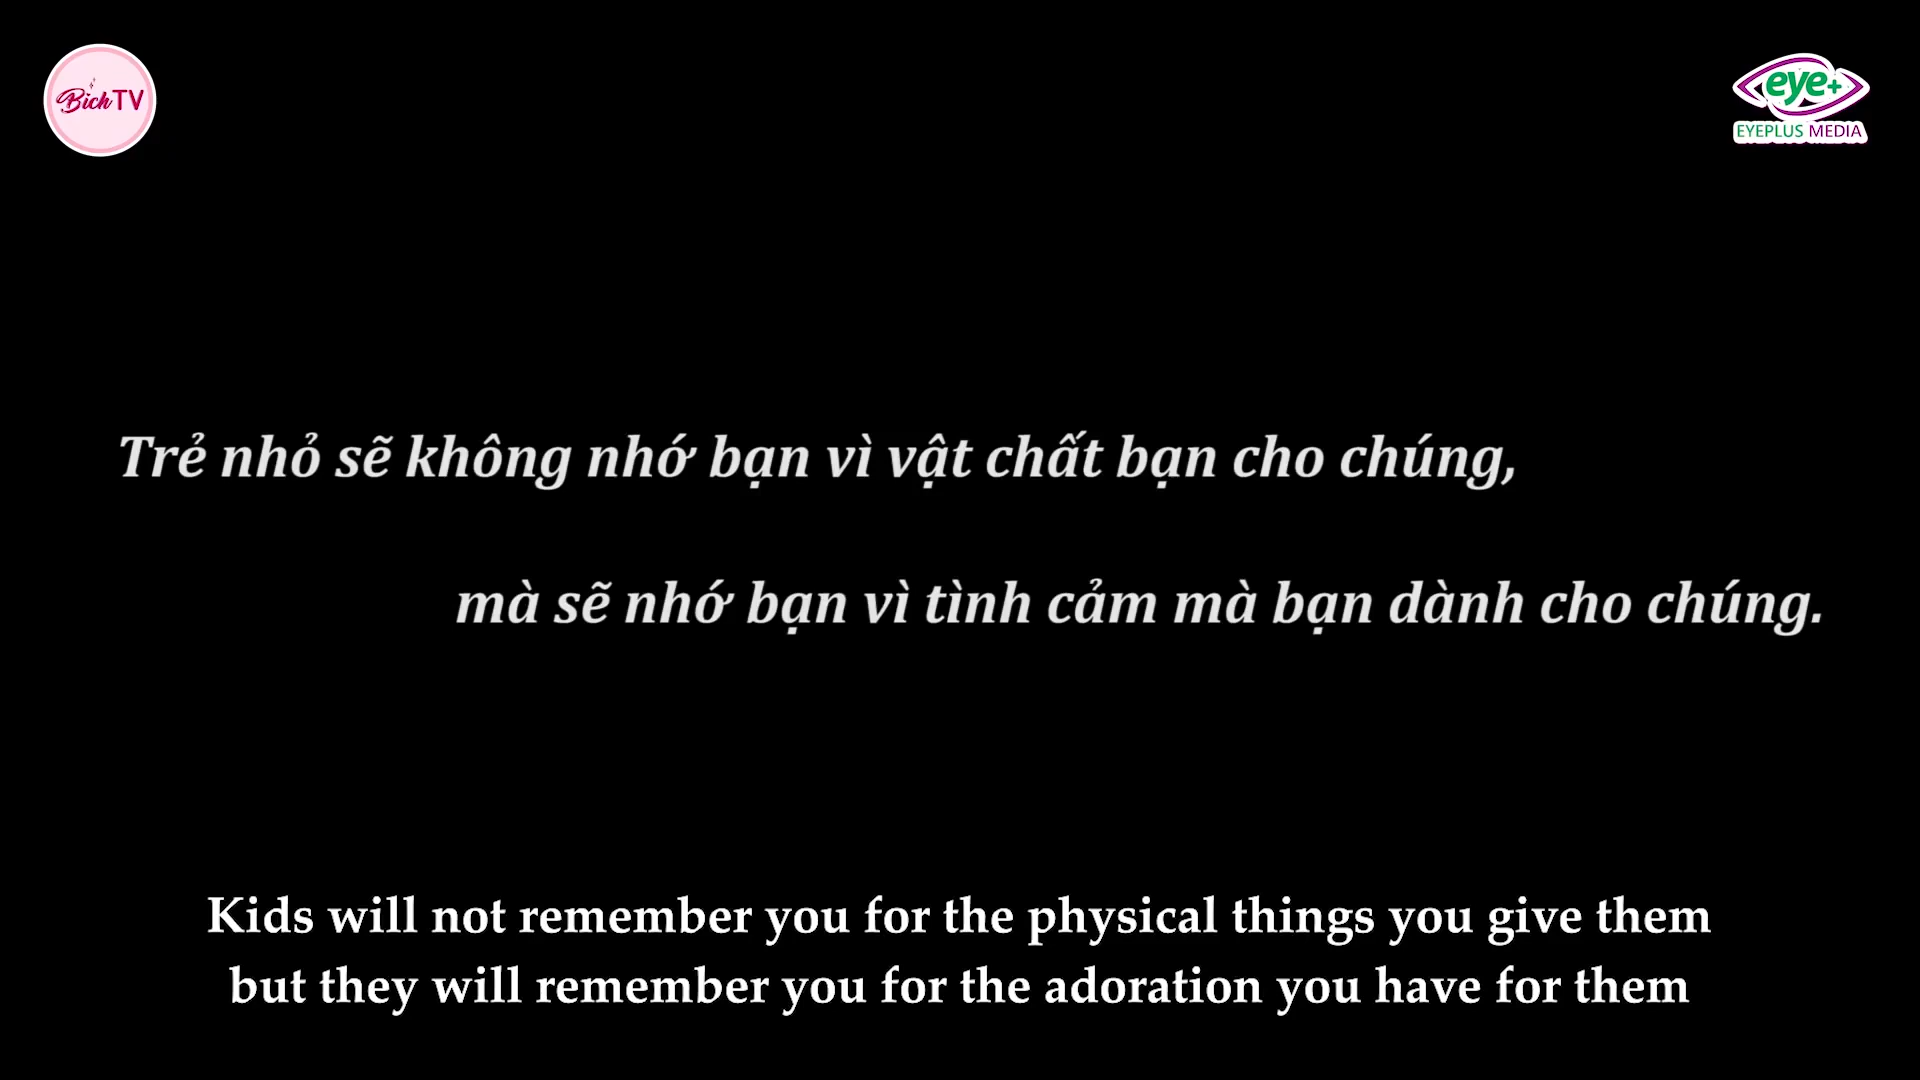 BichTV
eye+
EYEPLUS MEDIA
Trẻ nhỏ sẽ không nhớ bạn vì vật chất bạn cho chúng,
mà sẽ nhớ bạn vì tình cảm mà bạn dành cho chúng.
Kids will not remember you for the physical things you give them
but they will remember you for the adoration you have for them